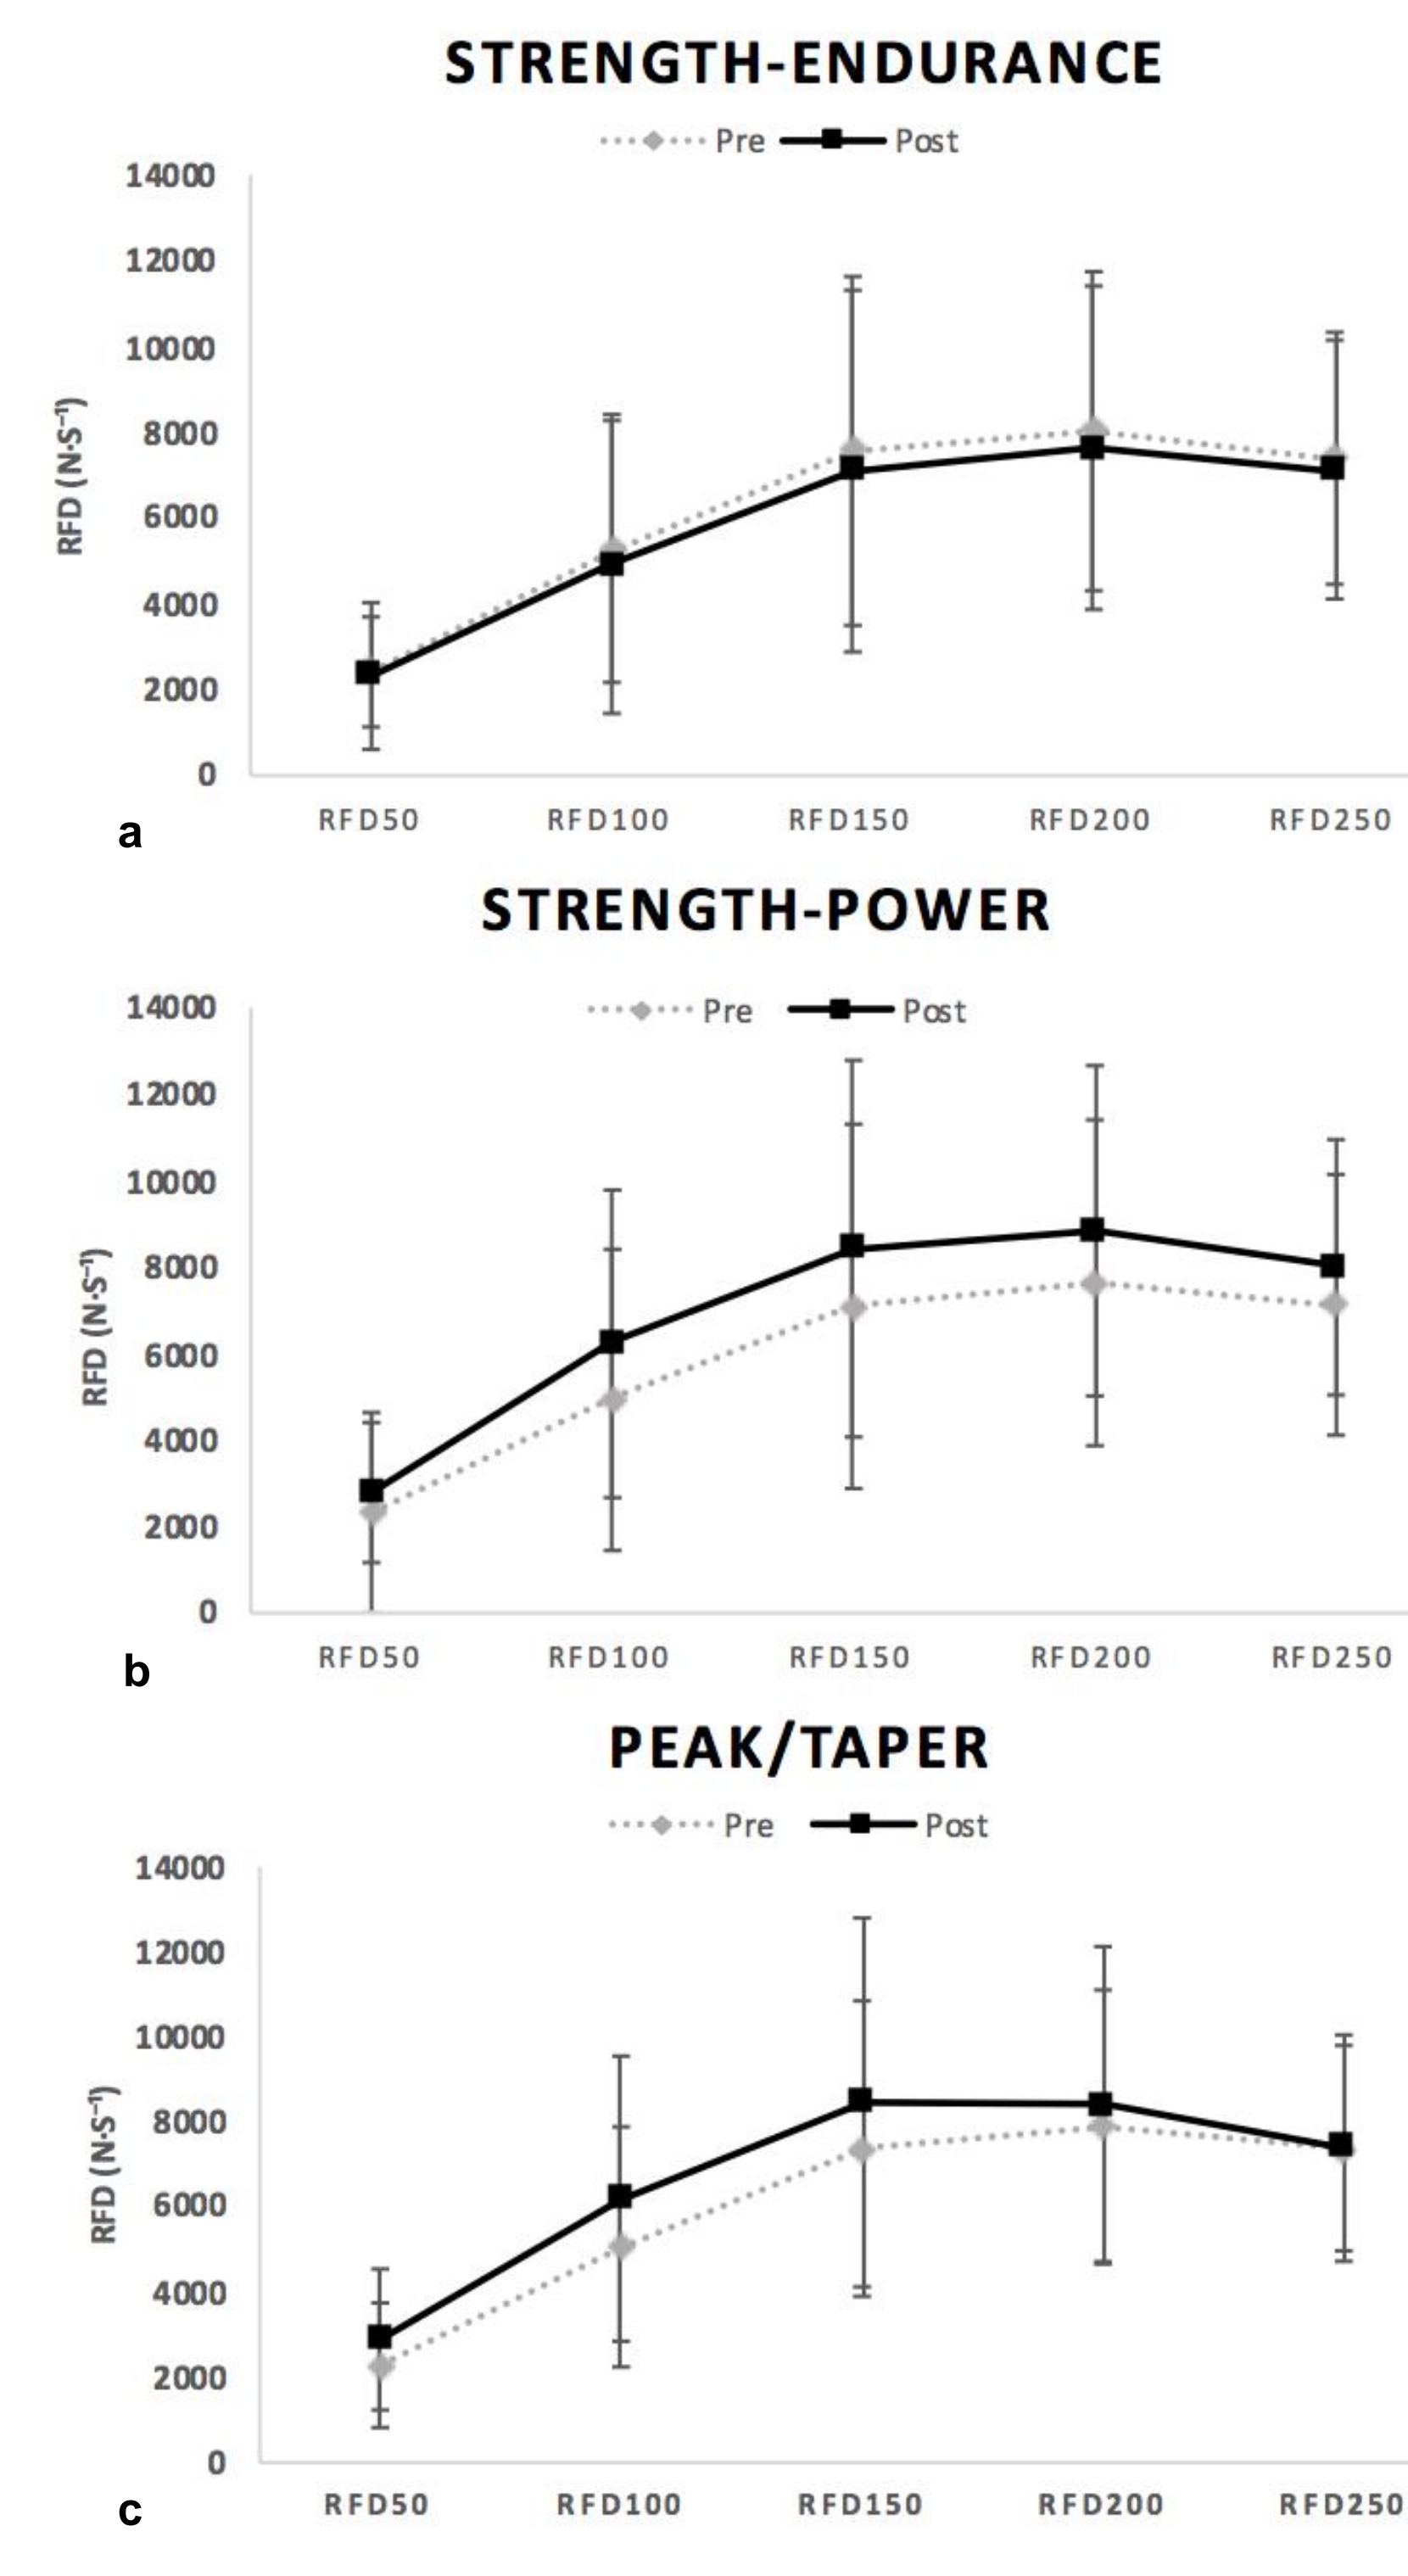 STRENGTH-ENDURANCE
Pre Post
14000
12000
10000
8000
6000
4000
2000
0
RFD (N·S⁻¹)
RFD50 RFD100 RFD150 RFD200 RFD250
a
STRENGTH-POWER
Pre Post
14000
12000
10000
8000
6000
4000
2000
0
RFD (N·S⁻¹)
RFD50 RFD100 RFD150 RFD200 RFD250
b
PEAK/TAPER
Pre Post
14000
12000
10000
8000
6000
4000
2000
0
RFD (N·S⁻¹)
RFD50 RFD100 RFD150 RFD200 RFD250
c